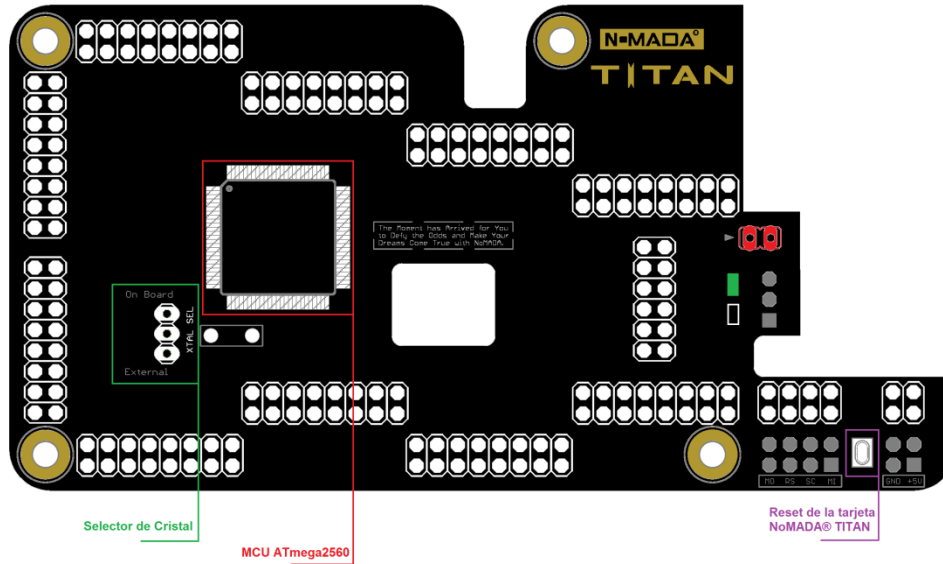 N-MADA
TITAN
The Moment has Arrived for You
to Defy the Odds and Make Your
Dreams Come True with NoMADA.
On Board
XTAL SEL
External
MO RS SC MI
GND +5V
Selector de Cristal
MCU ATmega2560
Reset de la tarjeta
NoMADA® TITAN